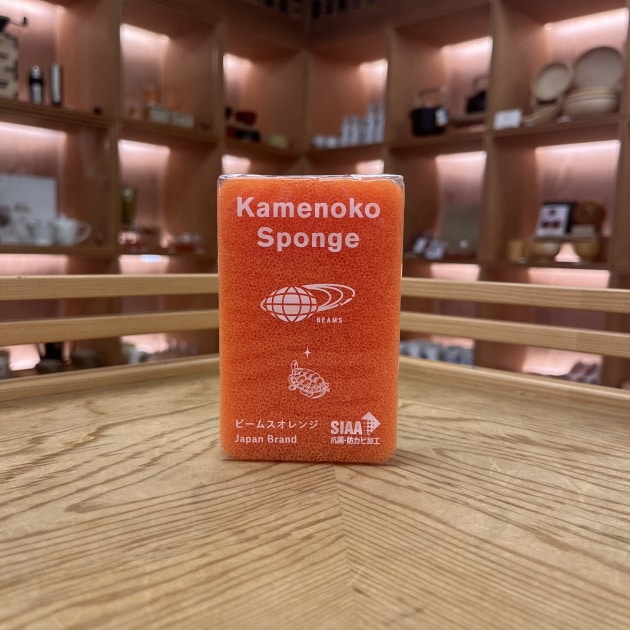 Kamenoko
Sponge
BEAMS
ビームスオレンジ
Japan Brand
SIAA
抗菌・防カビ加工